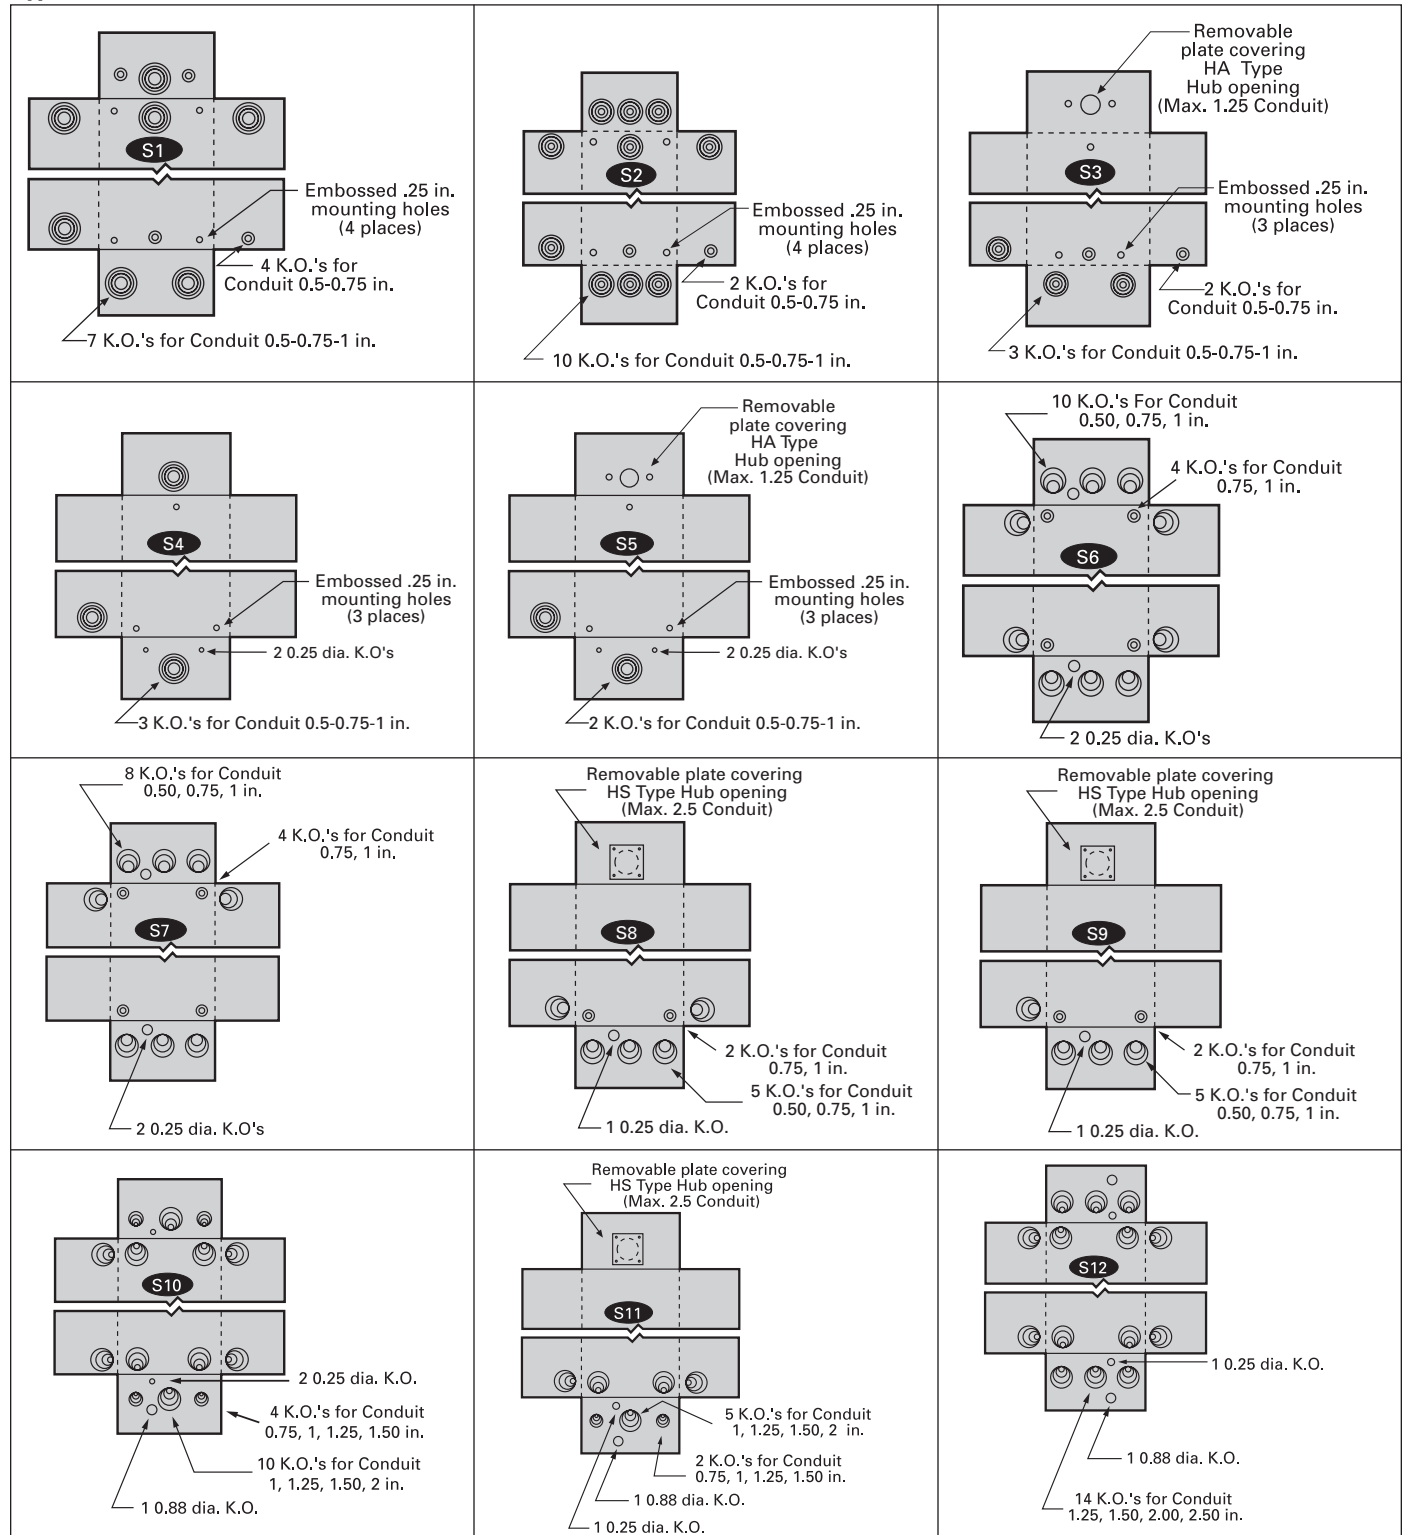 Removable
plate covering
HA Type
Hub opening
(Max. 1.25 Conduit)
S1
Embossed .25 in.
mounting holes
(4 places)
4 K.O.'s for
Conduit 0.5-0.75 in.
7 K.O.'s for Conduit 0.5-0.75-1 in.
S2
Embossed .25 in.
mounting holes
(4 places)
2 K.O.'s for
Conduit 0.5-0.75 in.
10 K.O.'s for Conduit 0.5-0.75-1 in.
S3
Embossed .25 in.
mounting holes
(3 places)
2 K.O.'s for
Conduit 0.5-0.75 in.
3 K.O.'s for Conduit 0.5-0.75-1 in.
S4
Embossed .25 in.
mounting holes
(3 places)
2 0.25 dia. K.O's
3 K.O.'s for Conduit 0.5-0.75-1 in.
Removable
plate covering
HA Type
Hub opening
(Max. 1.25 Conduit)
S5
Embossed .25 in.
mounting holes
(3 places)
2 0.25 dia. K.O's
2 K.O.'s for Conduit 0.5-0.75-1 in.
10 K.O.'s For Conduit
0.50, 0.75, 1 in.
4 K.O.'s for Conduit
0.75, 1 in.
S6
2 0.25 dia. K.O's
8 K.O.'s for Conduit
0.50, 0.75, 1 in.
4 K.O.'s for Conduit
0.75, 1 in.
S7
2 0.25 dia. K.O's
Removable plate covering
HS Type Hub opening
(Max. 2.5 Conduit)
S8
2 K.O.'s for Conduit
0.75, 1 in.
5 K.O.'s for Conduit
0.50, 0.75, 1 in.
1 0.25 dia. K.O.
Removable plate covering
HS Type Hub opening
(Max. 2.5 Conduit)
S9
2 K.O.'s for Conduit
0.75, 1 in.
5 K.O.'s for Conduit
0.50, 0.75, 1 in.
1 0.25 dia. K.O.
S10
2 0.25 dia. K.O.
4 K.O.'s for Conduit
0.75, 1, 1.25, 1.50 in.
10 K.O.'s for Conduit
1, 1.25, 1.50, 2 in.
1 0.88 dia. K.O.
Removable plate covering
HS Type Hub opening
(Max. 2.5 Conduit)
S11
5 K.O.'s for Conduit
1, 1.25, 1.50, 2 in.
2 K.O.'s for Conduit
0.75, 1, 1.25, 1.50 in.
1 0.88 dia. K.O.
1 0.25 dia. K.O.
S12
1 0.25 dia. K.O.
1 0.88 dia. K.O.
14 K.O.'s for Conduit
1.25, 1.50, 2.00, 2.50 in.